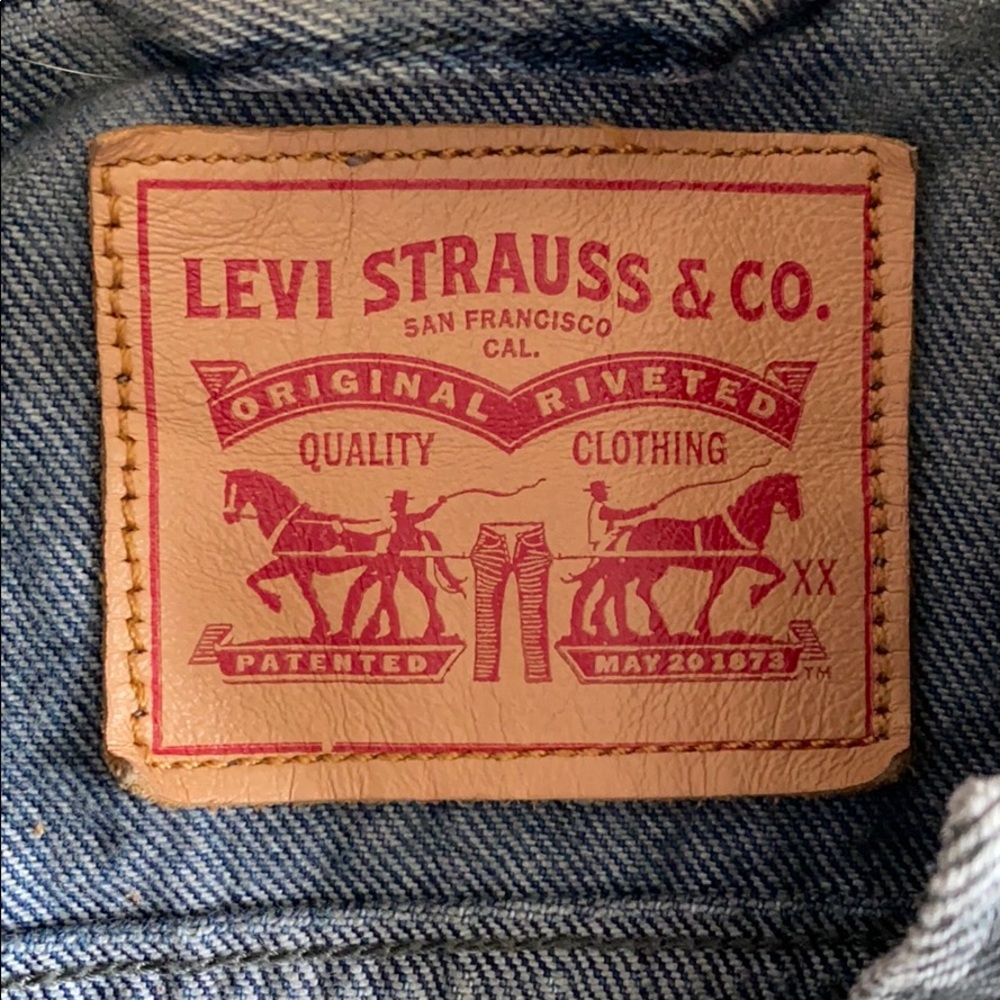 LEVI STRAUSS & CO.
SAN FRANCISCO
CAL.
ORIGINAL RIVETED
QUALITY CLOTHING
XX
PATENTED MAY 20 1873 TM